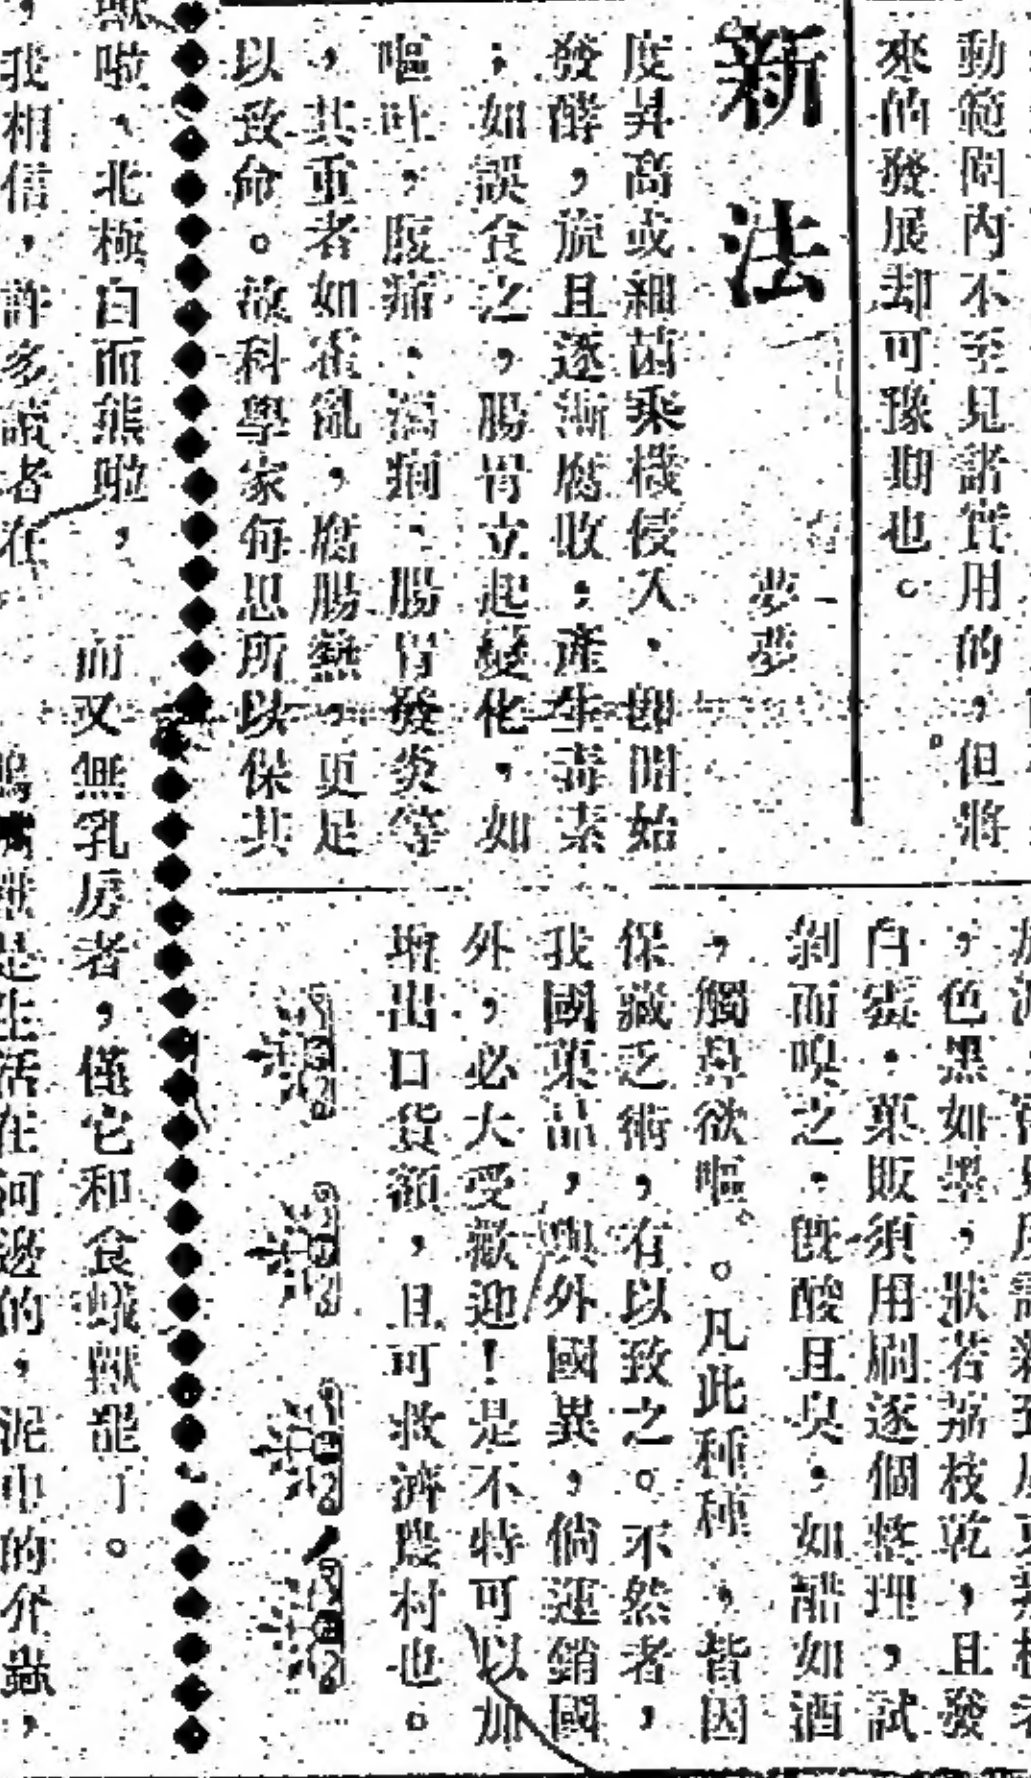 動範圍內不至見諸實用的，但將
來的發展却可豫期也。
新法
夢夢
度昇高或細菌乘機侵入、即開始
發酵，旋且逐漸腐敗；產生毒素
；如誤食之，腸胃立起變化，如
嘔吐，腹痛、瀉痢、腸胃發炎等
，其重者如霍亂，腐腸熱，更足
以致命。故科學家每思所以保其
，色黑如墨，狀若荔枝乾，且發
白霉；菓販須用刷逐個整理，試
剝而嗅之，既酸且臭，如醋如酒
，觸鼻欲嘔。凡此種種，皆因
保藏乏術，有以致之。不然者，
我國菓品，與外國異，倘運銷國
外，必大受歡迎！是不特可以加
增出口貨額，且可救濟農村也。
啦、北極白而熊啦，而又無乳房者，僅它和食蟻獸罷了。
我相信，許多讀者在
是生活在河邊的，泥中的介蟲，